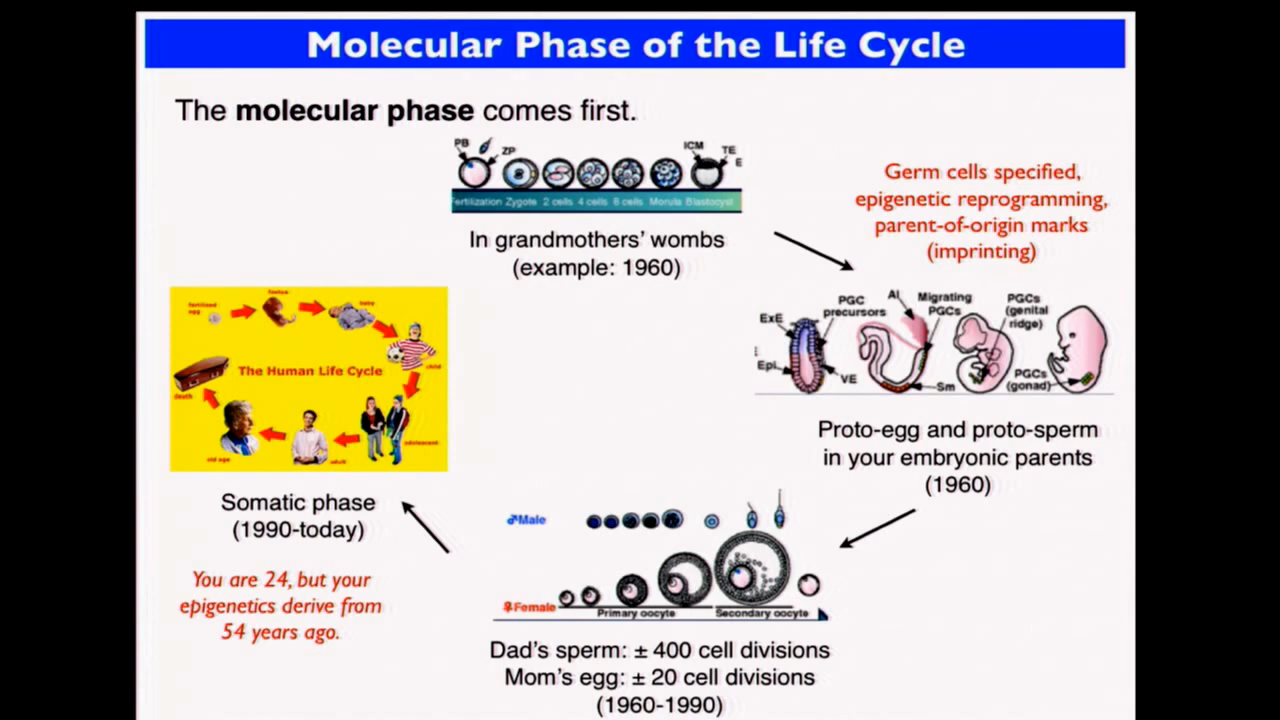 Molecular Phase of the Life Cycle
The molecular phase comes first.
PB
ZP
ICM
TE
E
Fertilization Zygote 2 cells 4 cells 8 cells Morula Blastocyst
In grandmothers' wombs
(example: 1960)
Germ cells specified,
epigenetic reprogramming,
parent-of-origin marks
(imprinting)
ExE
PGC
precursors
Al
Migrating
PGCs
PGCs
(genital
ridge)
E
Epi
VE
Sm
PGCs
(gonad)
Proto-egg and proto-sperm
in your embryonic parents
(1960)
fertilised
egg
foetus
baby
child
The Human Life Cycle
death
old age
adult
adolescent
Somatic phase
(1990-today)
You are 24, but your
epigenetics derive from
54 years ago.
♂Male
♀Female
Primary oocyte
Secondary oocyte
Dad's sperm: ± 400 cell divisions
Mom's egg: ± 20 cell divisions
(1960-1990)